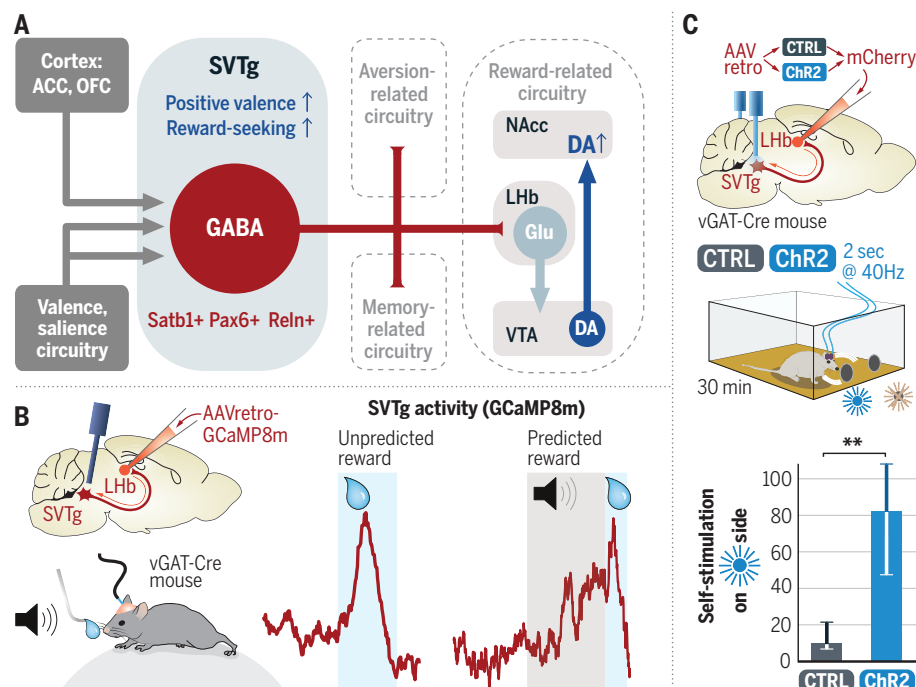 A
Cortex:
ACC, OFC
Valence,
salience
circuitry
SVTg
Positive valence ↑
Reward-seeking ↑
GABA
Satb1+ Pax6+ Reln+
Aversion-
related
circuitry
Memory-
related
circuitry
Reward-related
circuitry
NAcc
DA↑
LHb
Glu
VTA
DA
B
AAVretro-
GCaMP8m
LHb
SVTg
vGAT-Cre
mouse
SVTg activity (GCaMP8m)
Unpredicted
reward
Predicted
reward
C
AAV
retro
CTRL
ChR2
mCherry
LHb
SVTg
vGAT-Cre mouse
CTRL ChR2 2 sec
@ 40Hz
30 min
**
Self-stimulation
on side
100
80
60
40
20
0
CTRL ChR2